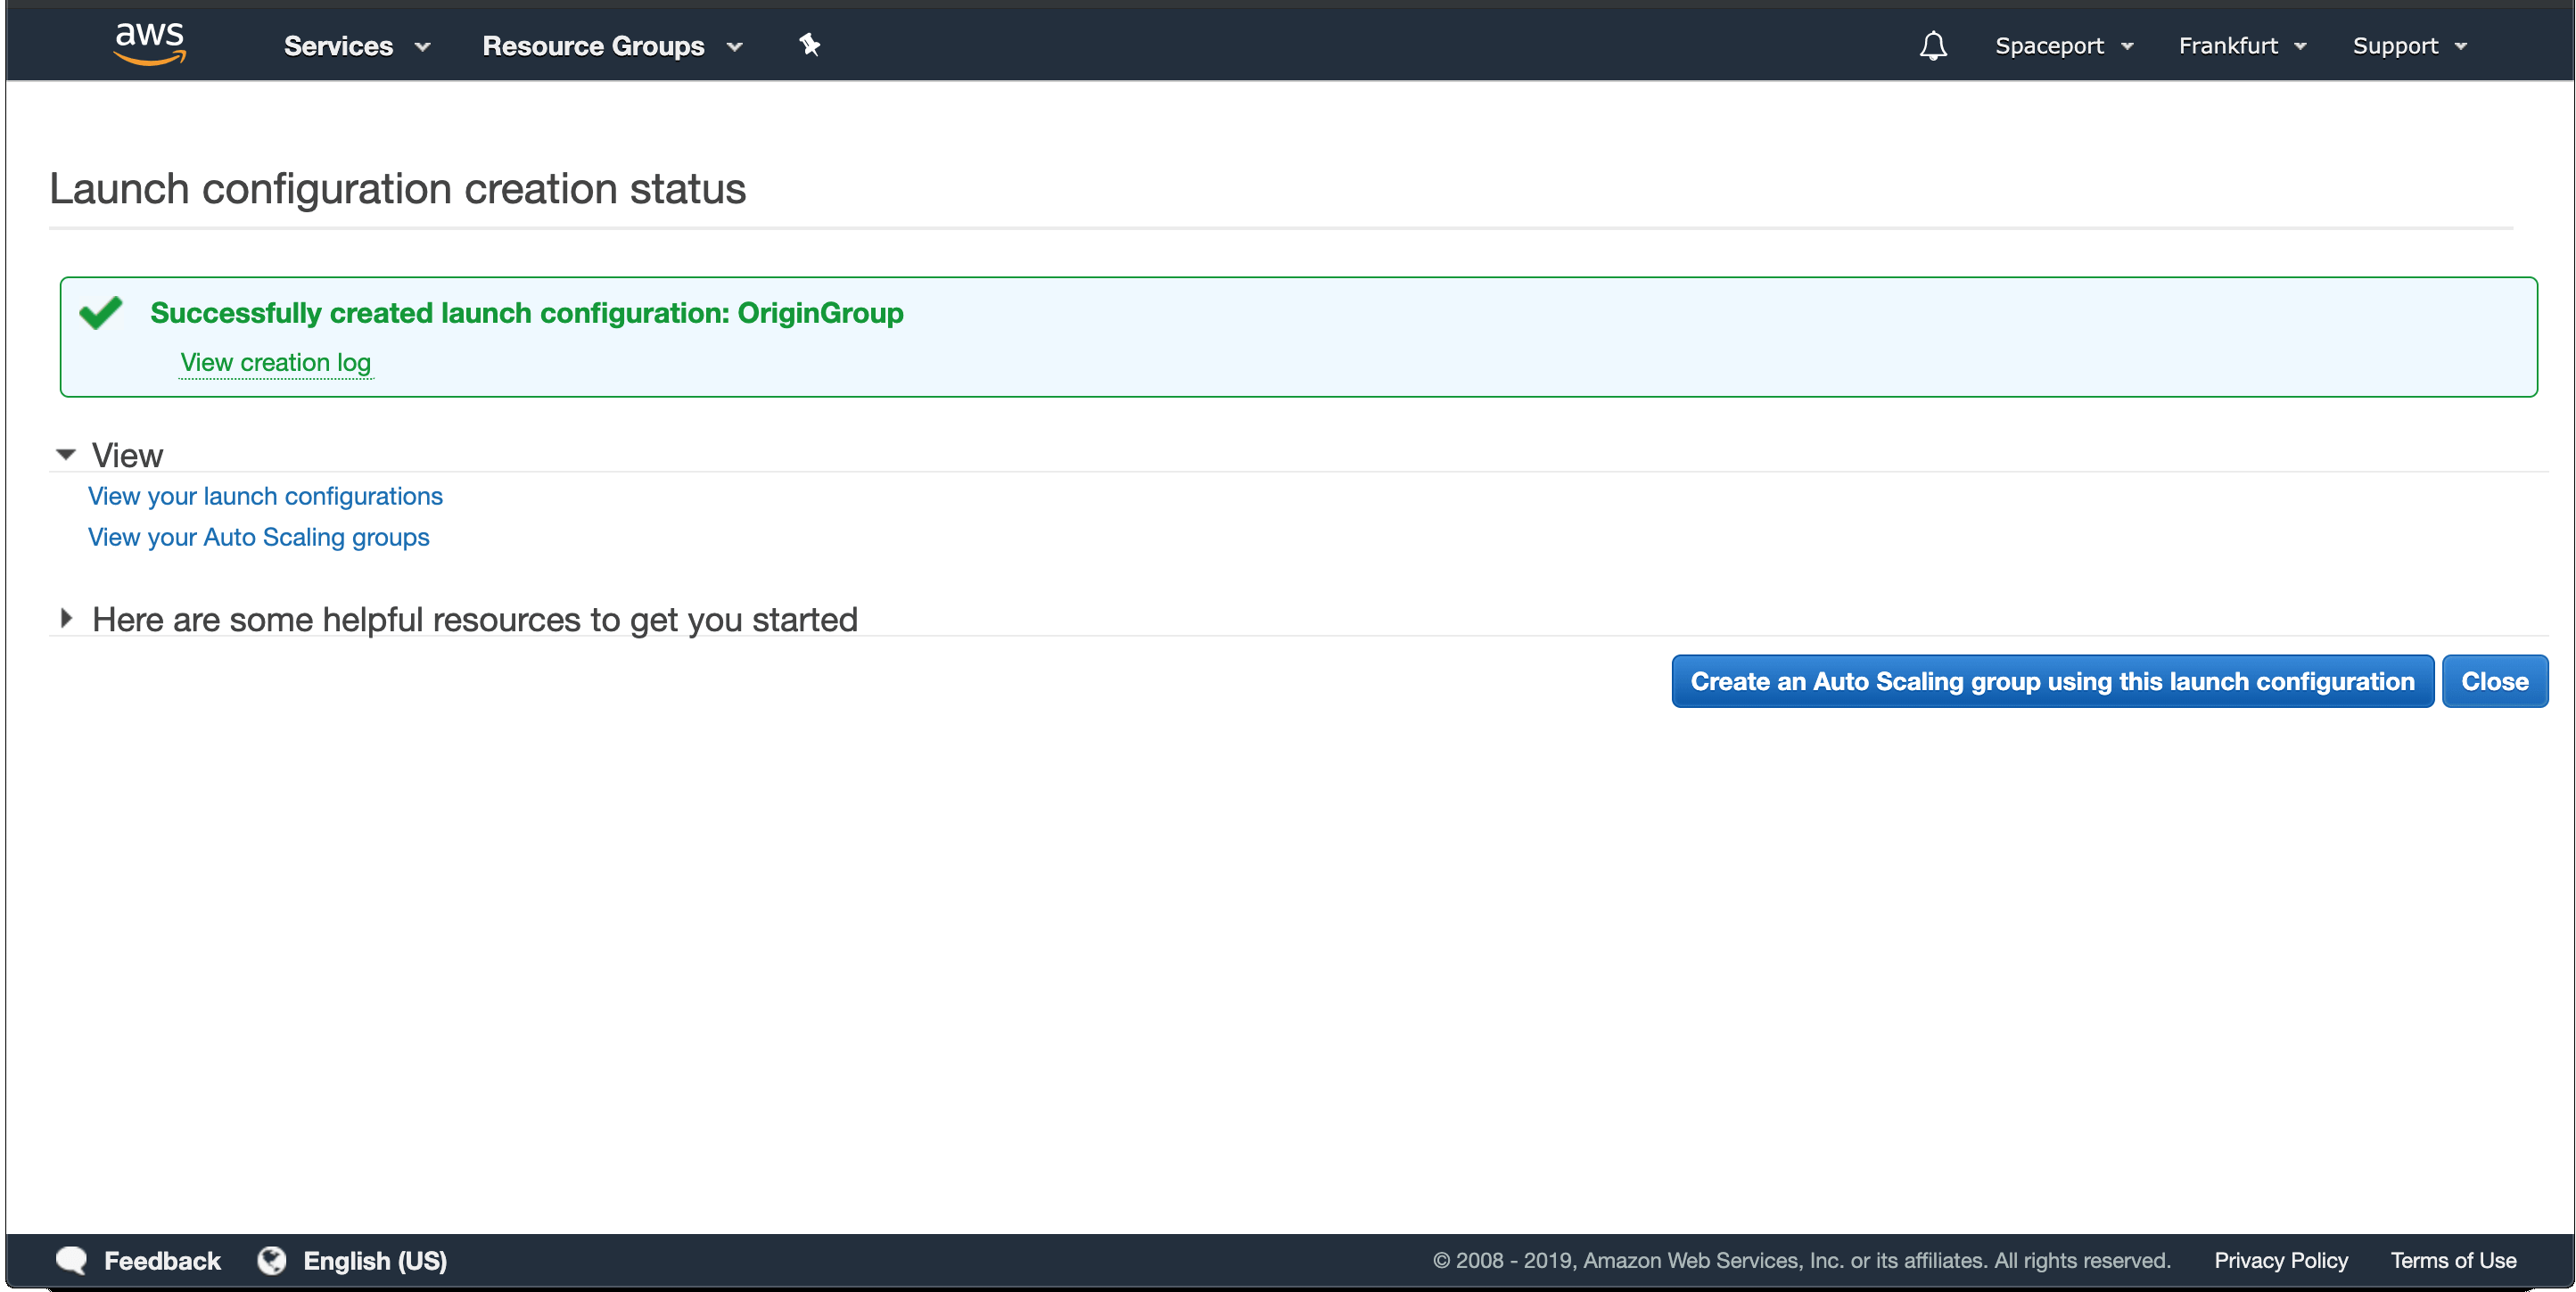 aws Services Resource Groups Spaceport Frankfurt Support
Launch configuration creation status
Successfully created launch configuration: OriginGroup
View creation log
View
View your launch configurations
View your Auto Scaling groups
Here are some helpful resources to get you started
Create an Auto Scaling group using this launch configuration Close
Feedback English (US) © 2008 - 2019, Amazon Web Services, Inc. or its affiliates. All rights reserved. Privacy Policy Terms of Use